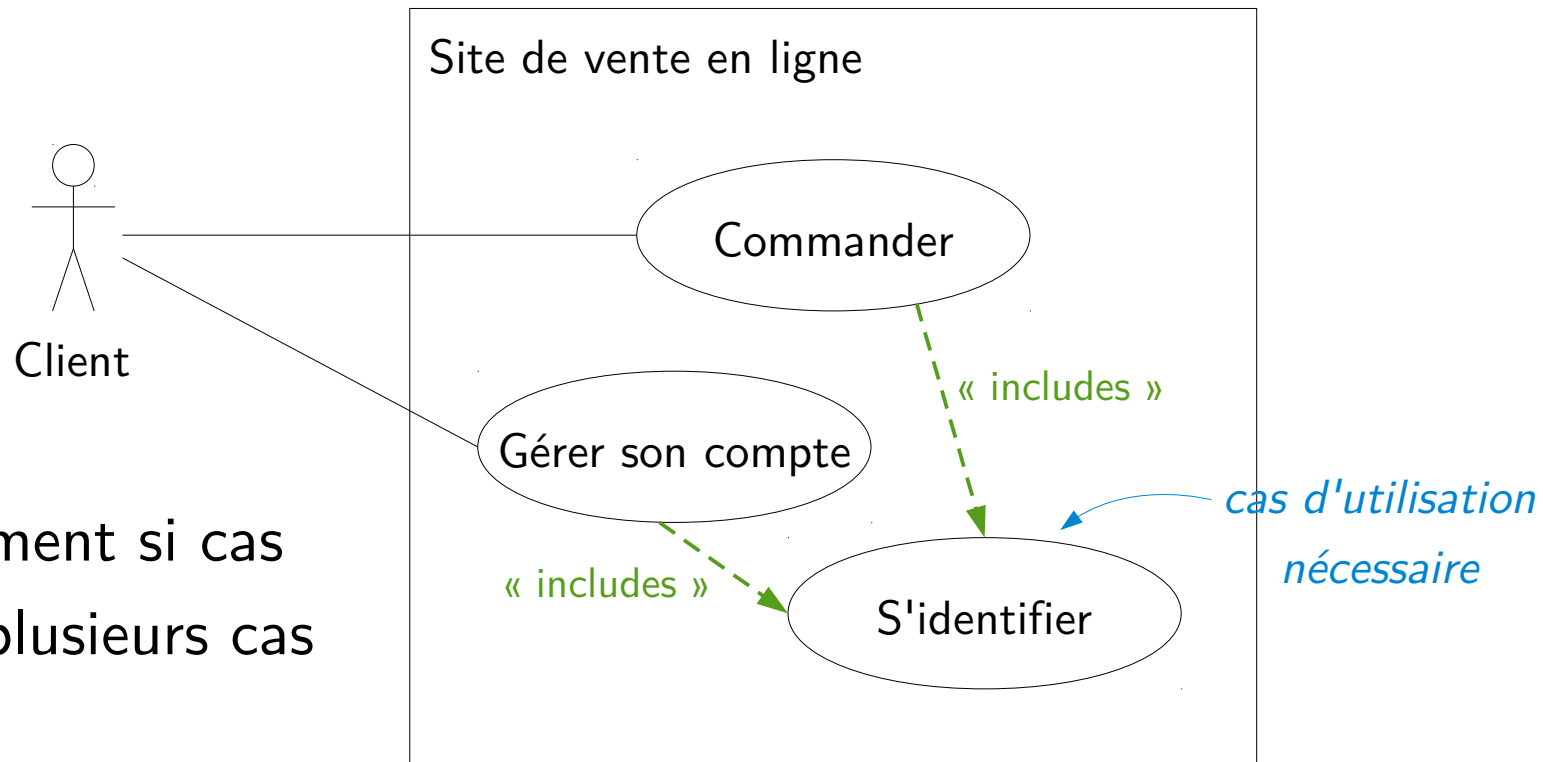 Site de vente en ligne
Commander
Client
« includes »
Gérer son compte
cas d'utilisation
nécessaire
ment si cas
plusieurs cas
« includes »
S'identifier